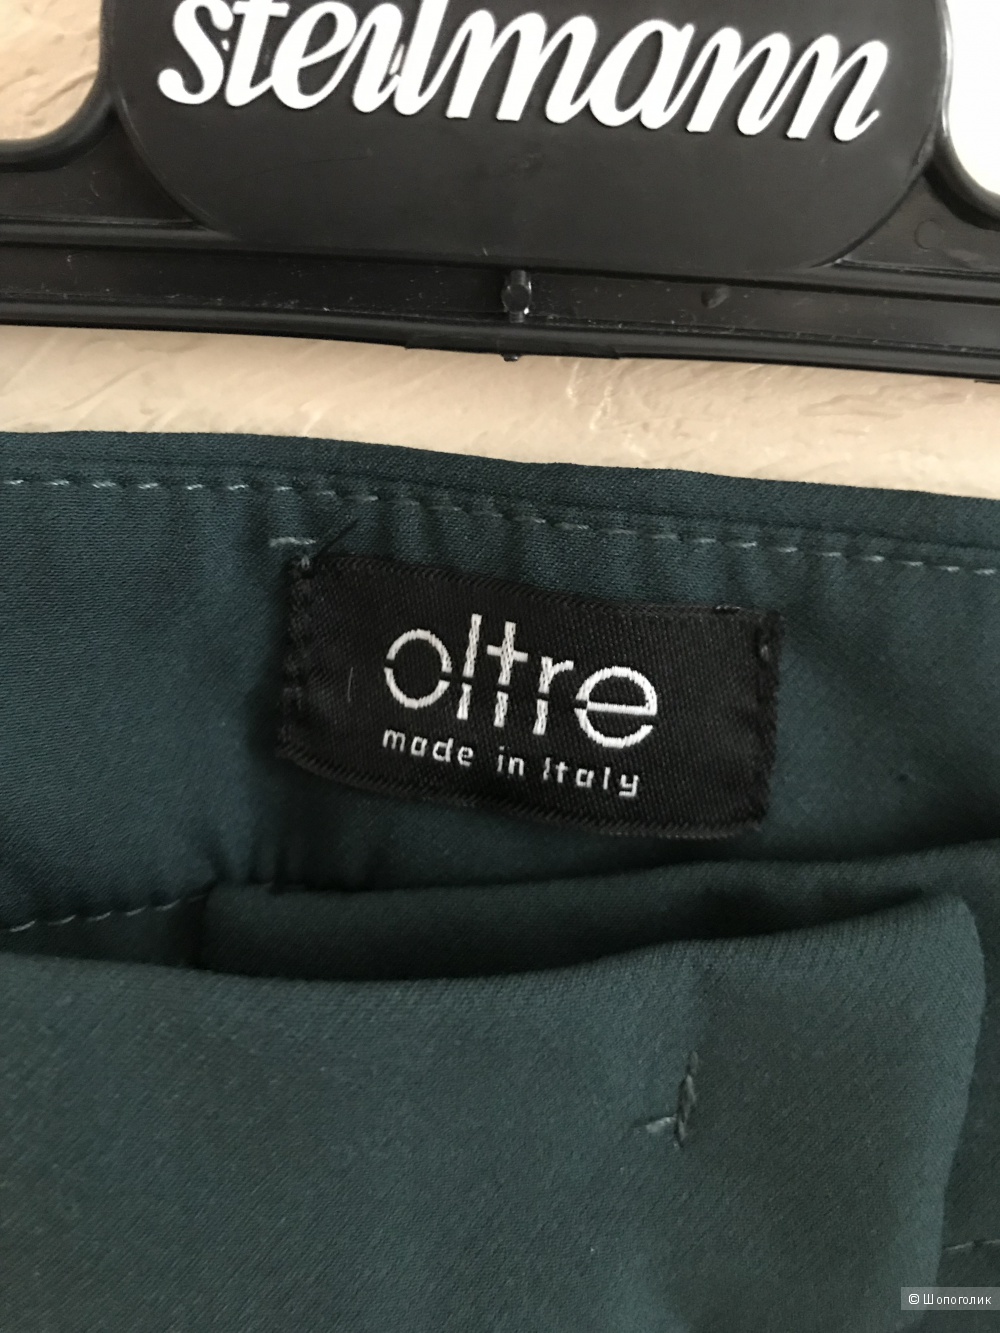 steilmann
oltre
made in Italy
© Шопоголик